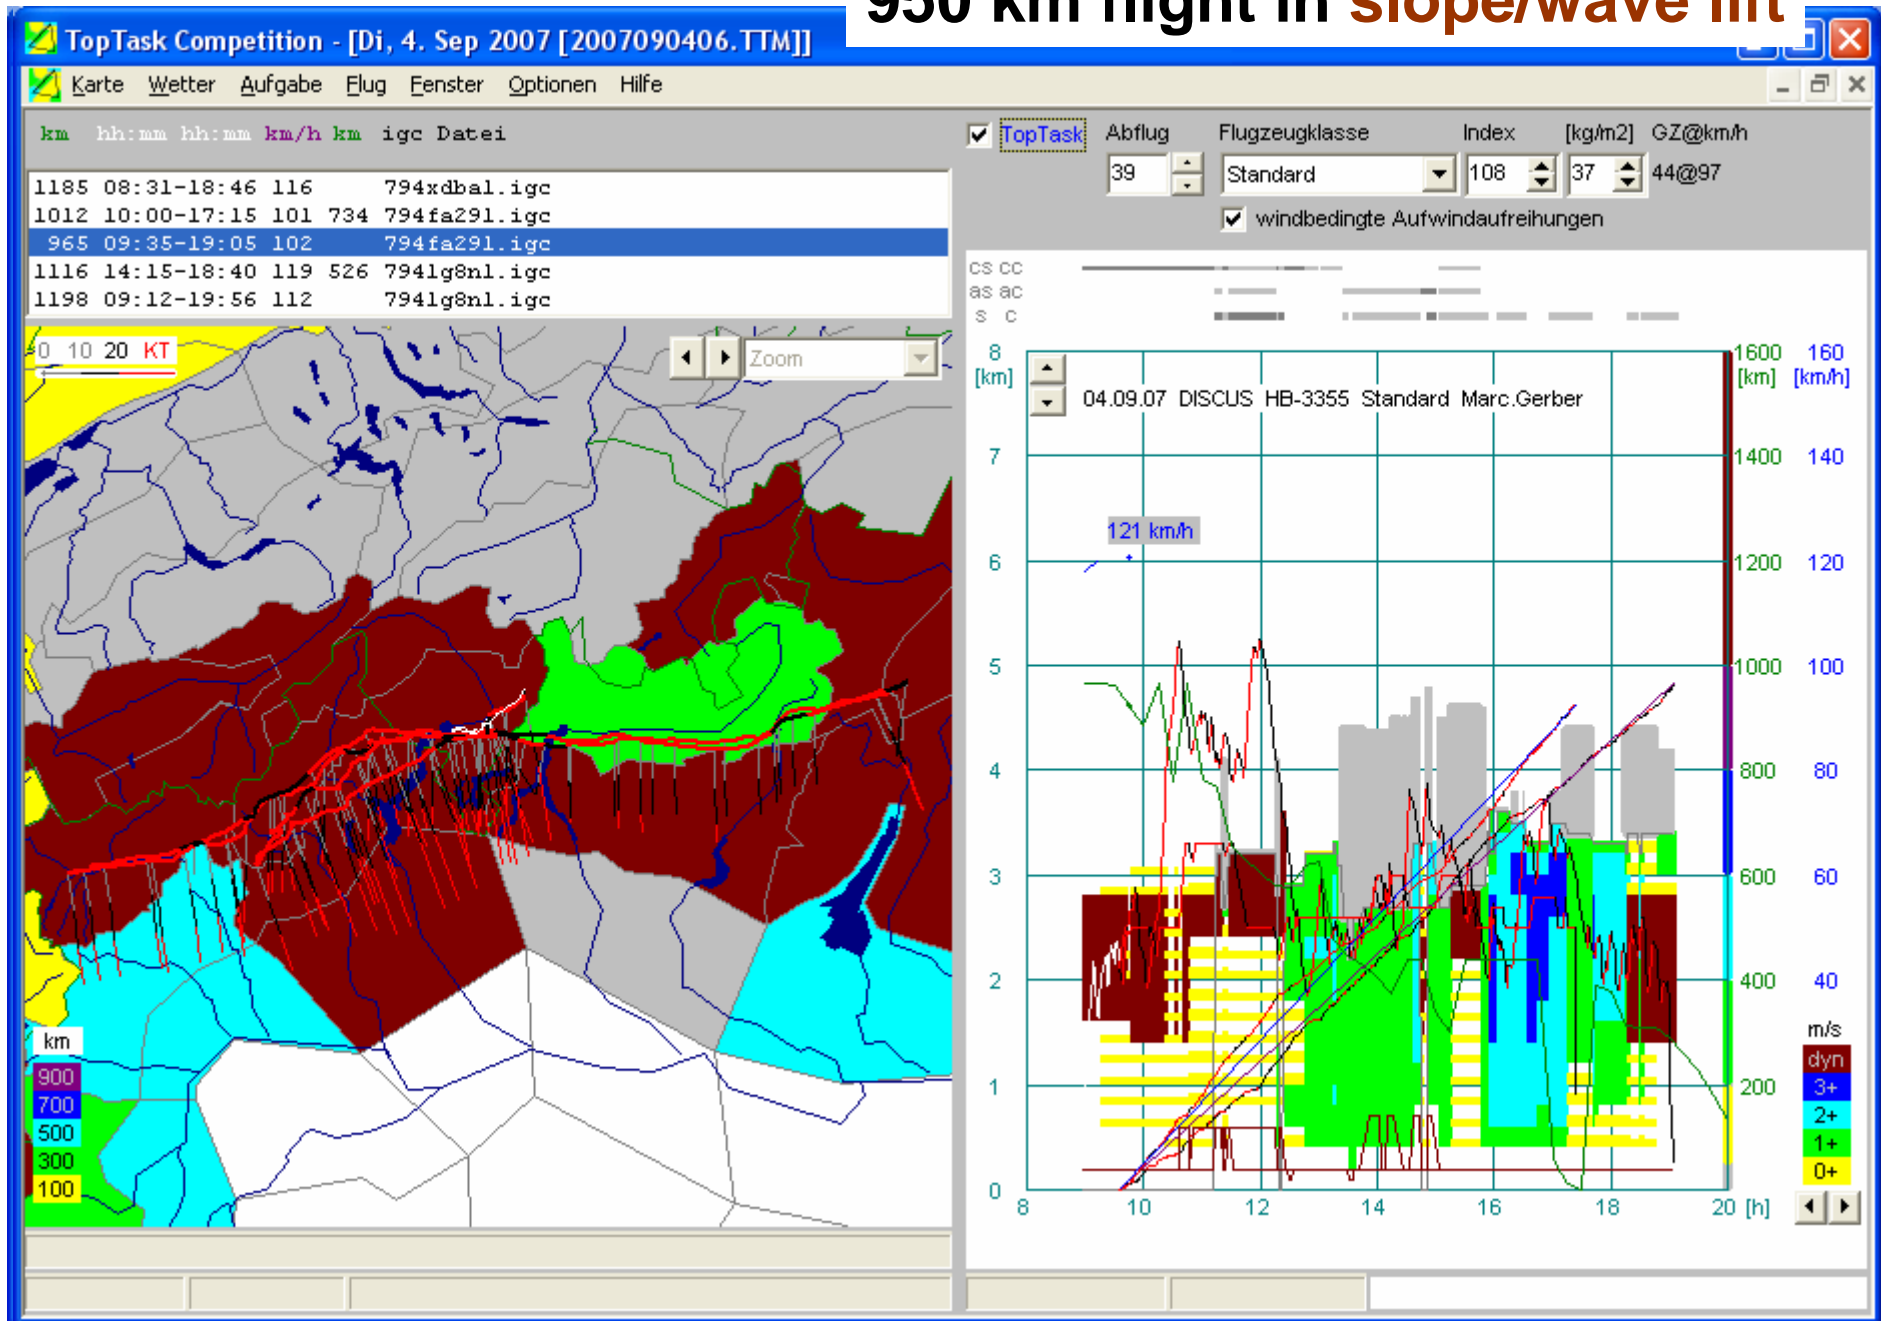 950 km flight in slope/wave lift
TopTask Competition - [Di, 4. Sep 2007 [2007090406.TTM]]
Karte Wetter Aufgabe Flug Fenster Optionen Hilfe
km hh:mm hh:mm km/h km igc Datei
1185 08:31-18:46 116 794xdba1.igc
1012 10:00-17:15 101 734 794fa291.igc
965 09:35-19:05 102 794fa291.igc
1116 14:15-18:40 119 526 7941g8n1.igc
1198 09:12-19:56 112 7941g8n1.igc
TopTask Abflug Flugzeugklasse Index [kg/m2] GZ@km/h
39 Standard 108 37 44@97
windbedingte Aufwindaufreihungen
0 10 20 KT
Zoom
km
900
700
500
300
100
cs cc
as ac
s c
8 1600 160
[km] [km] [km/h]
04.09.07 DISCUS HB-3355 Standard Marc.Gerber
7 1400 140
121 km/h
6 1200 120
5 1000 100
4 800 80
3 600 60
2 400 40
m/s
dyn
1 200 3+
2+
1+
0 0+
8 10 12 14 16 18 20 [h]